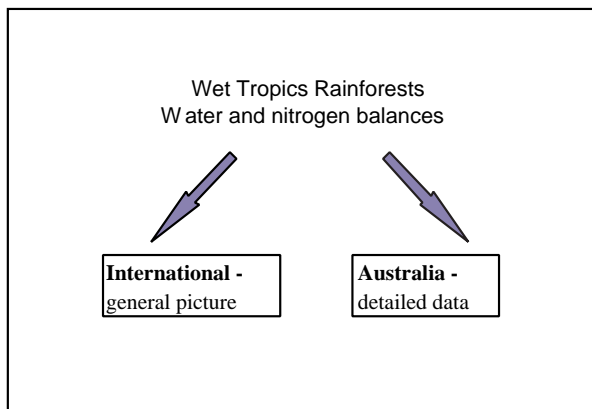 Wet Tropics Rainforests
Water and nitrogen balances
International -
general picture
Australia -
detailed data